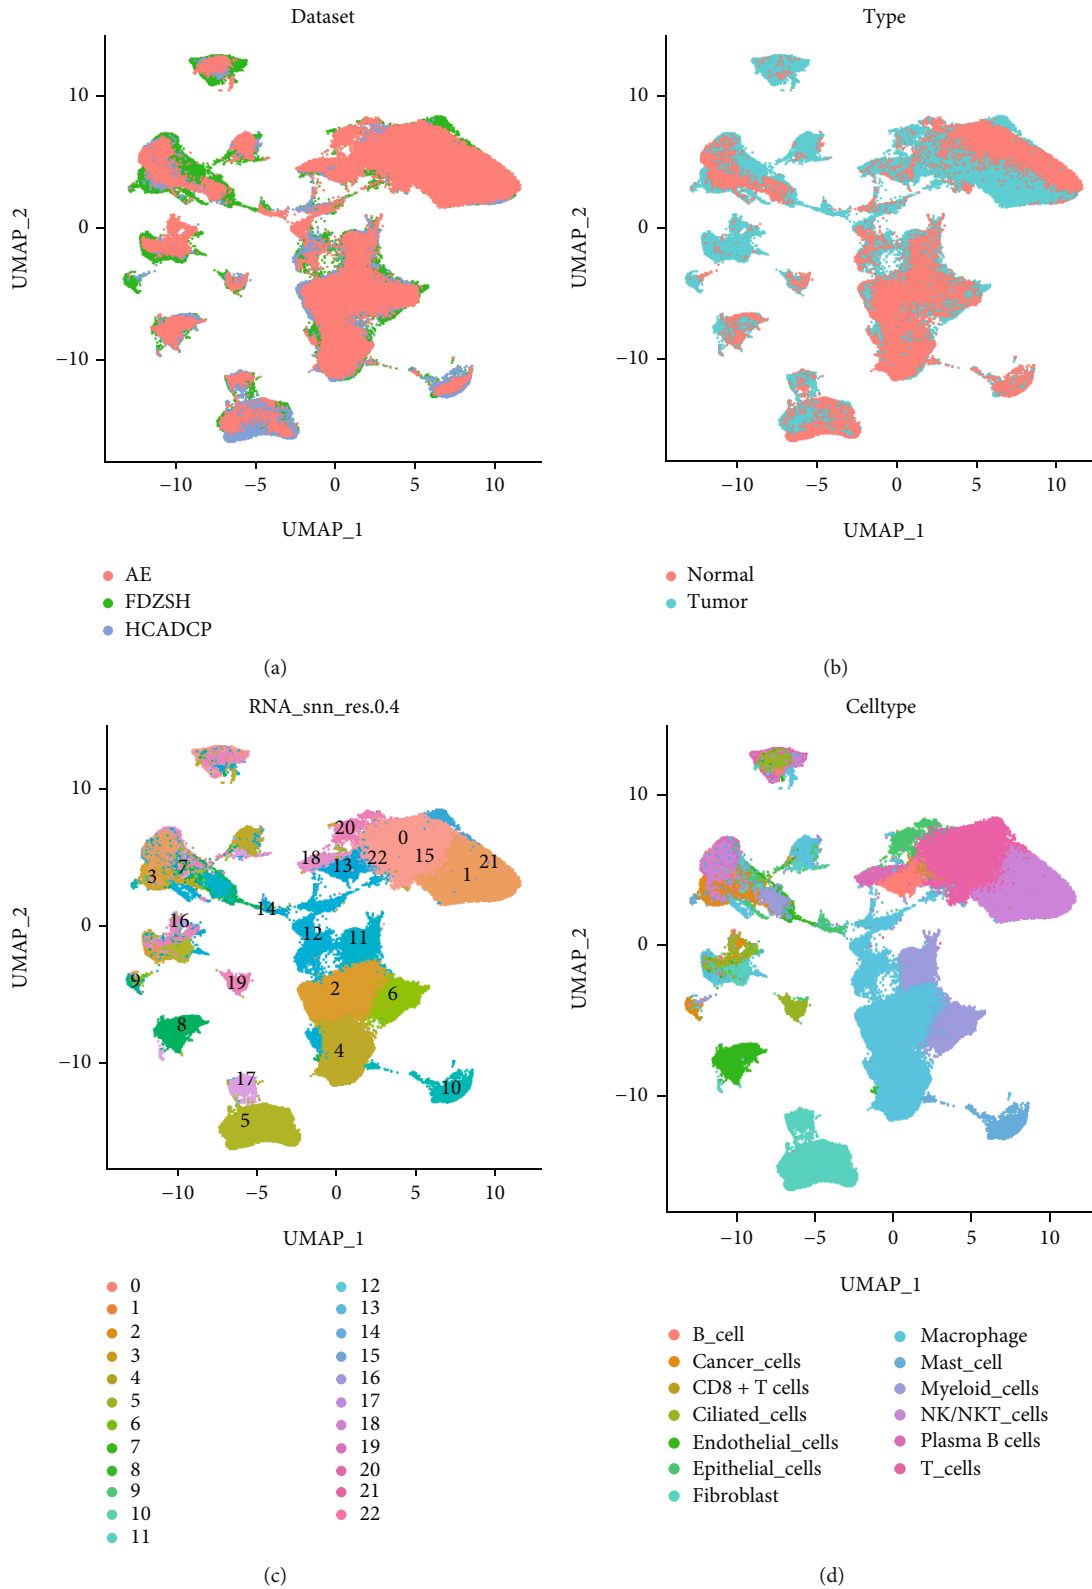 Dataset
10
0
−10
UMAP_2
−10 −5 0 5 10
UMAP_1
AE
FDZSH
HCADCP
(a)
Type
10
0
−10
UMAP_2
−10 −5 0 5 10
UMAP_1
Normal
Tumor
(b)
RNA_snn_res.0.4
10
0
−10
UMAP_2
20 0
18 13 22 15 21
3 7 1
14
16 12 11
9 19 2 6
8 4
17 10
5
−10 −5 0 5 10
UMAP_1
0 12
1 13
2 14
3 15
4 16
5 17
6 18
7 19
8 20
9 21
10 22
11
(c)
Celltype
10
0
−10
UMAP_2
−10 −5 0 5 10
UMAP_1
B_cell Macrophage
Cancer_cells Mast_cell
CD8 + T cells Myeloid_cells
Ciliated_cells NK/NKT_cells
Endothelial_cells Plasma B cells
Epithelial_cells T_cells
Fibroblast
(d)